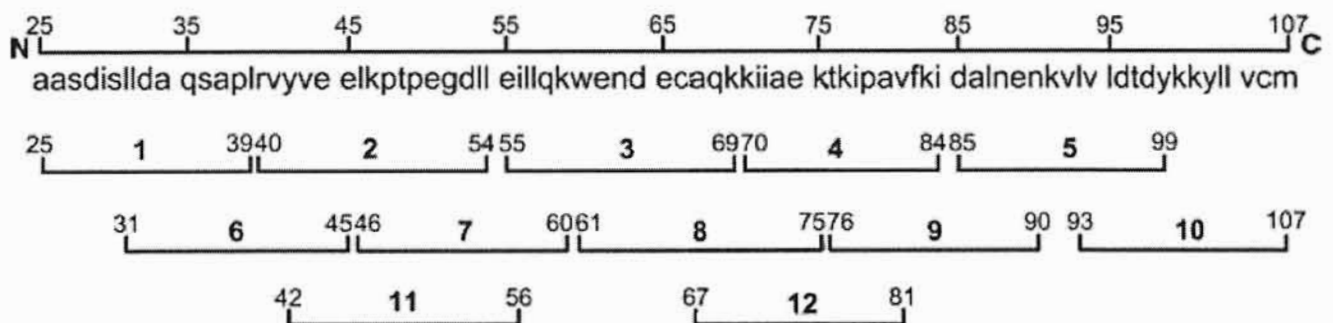 25 35 45 55 65 75 85 95 107
N C
aasdisllda qsaplrvyve elkptpegdll eillqkwend ecaqkkiiae ktkipavfki dalnenkvlv ldtdykkyll vcm
25 1 39 40 2 54 55 3 69 70 4 84 85 5 99
31 6 45 46 7 60 61 8 75 76 9 90 93 10 107
42 11 56 67 12 81